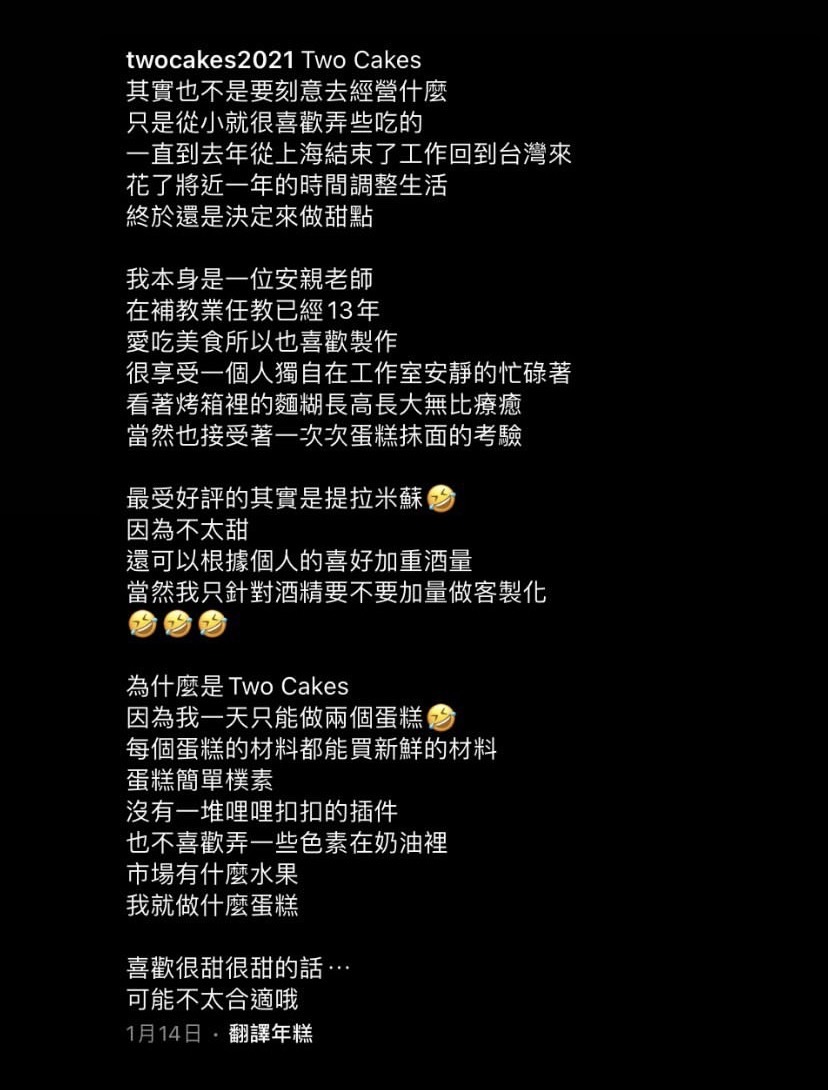 twocakes2021 Two Cakes
其實也不是要刻意去經營什麼
只是從小就很喜歡弄些吃的
一直到去年從上海結束了工作回到台灣來
花了將近一年的時間調整生活
終於還是決定來做甜點
我本身是一位安親老師
在補教業任教已經13年
愛吃美食所以也喜歡製作
很享受一個人獨自在工作室安靜的忙碌著
看著烤箱裡的麵糊長高長大無比療癒
當然也接受著一次次蛋糕抹面的考驗
最受好評的其實是提拉米蘇🤣
因為不太甜
還可以根據個人的喜好加重酒量
當然我只針對酒精要不要加量做客製化
🤣🤣🤣
為什麼是Two Cakes
因為我一天只能做兩個蛋糕🤣
每個蛋糕的材料都能買新鮮的材料
蛋糕簡單樸素
沒有一堆哩哩扣扣的插件
也不喜歡弄一些色素在奶油裡
市場有什麼水果
我就做什麼蛋糕
喜歡很甜很甜的話⋯
可能不太合適哦
1月14日 · 翻譯年糕